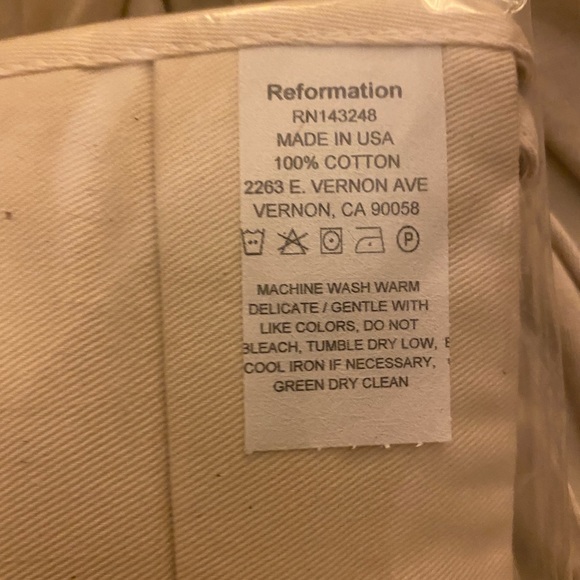 Reformation
RN143248
MADE IN USA
100% COTTON
2263 E. VERNON AVE
VERNON, CA 90058
P
MACHINE WASH WARM
DELICATE / GENTLE WITH
LIKE COLORS, DO NOT
BLEACH, TUMBLE DRY LOW,
COOL IRON IF NECESSARY,
GREEN DRY CLEAN